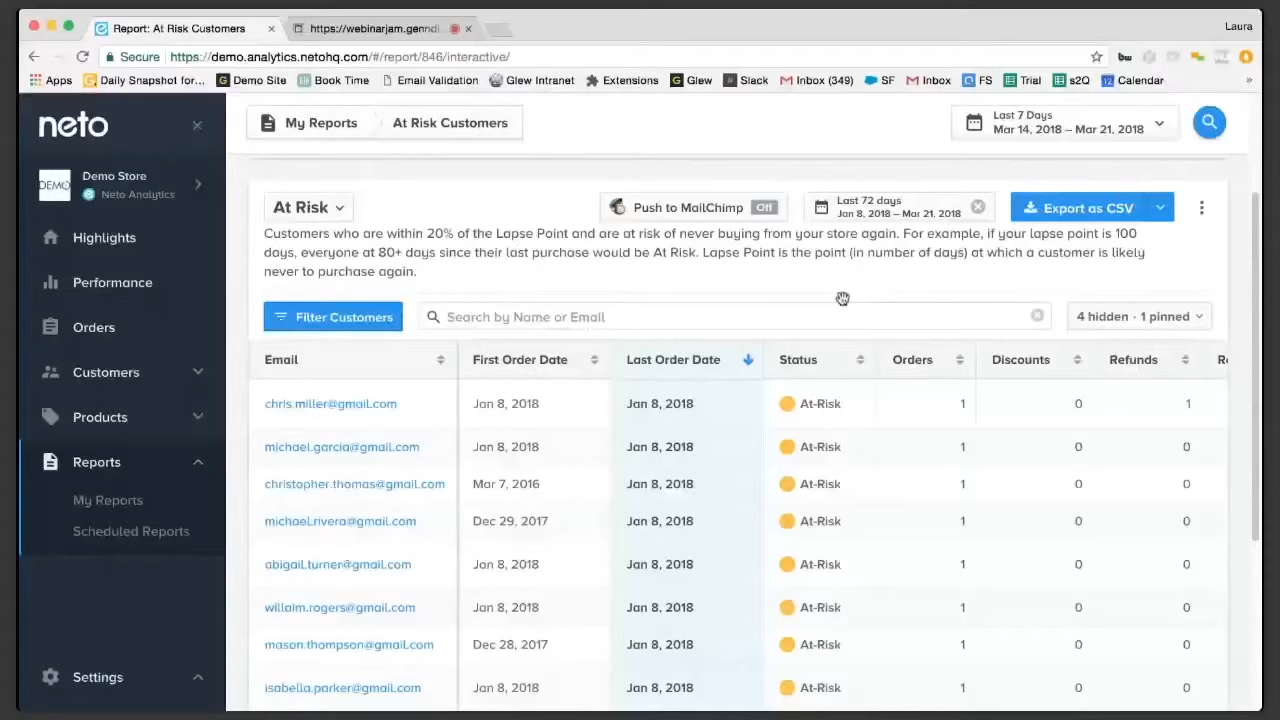 Report: At Risk Customers
https://webinarjam.genndi.
Laura
Secure https://demo.analytics.netohq.com/#/report/846/interactive/
bw
Apps Daily Snapshot for... Demo Site Book Time Email Validation Glew Intranet Extensions Glew Slack Inbox (349) SF Inbox FS Trial s2Q Calendar
neto
My Reports
At Risk Customers
Last 7 Days
Mar 14, 2018 – Mar 21, 2018
DEMO
Demo Store
Neto Analytics
Highlights
Performance
Orders
Customers
Products
Reports
My Reports
Scheduled Reports
Settings
At Risk
Push to MailChimp Off
Last 72 days
Jan 8, 2018 – Mar 21, 2018
Export as CSV
Customers who are within 20% of the Lapse Point and are at risk of never buying from your store again. For example, if your lapse point is 100
days, everyone at 80+ days since their last purchase would be At Risk. Lapse Point is the point (in number of days) at which a customer is likely
never to purchase again.
Filter Customers
Search by Name or Email
4 hidden · 1 pinned
Email First Order Date Last Order Date Status Orders Discounts Refunds
chris.miller@gmail.com Jan 8, 2018 Jan 8, 2018 At-Risk 1 0 1
michael.garcia@gmail.com Jan 8, 2018 Jan 8, 2018 At-Risk 1 0 0
christopher.thomas@gmail.com Mar 7, 2016 Jan 8, 2018 At-Risk 1 0 0
michael.rivera@gmail.com Dec 29, 2017 Jan 8, 2018 At-Risk 1 0 0
abigail.turner@gmail.com Jan 8, 2018 Jan 8, 2018 At-Risk 1 0 0
willaim.rogers@gmail.com Jan 8, 2018 Jan 8, 2018 At-Risk 1 0 0
mason.thompson@gmail.com Dec 28, 2017 Jan 8, 2018 At-Risk 1 0 0
isabella.parker@gmail.com Jan 8, 2018 Jan 8, 2018 At-Risk 1 0 0